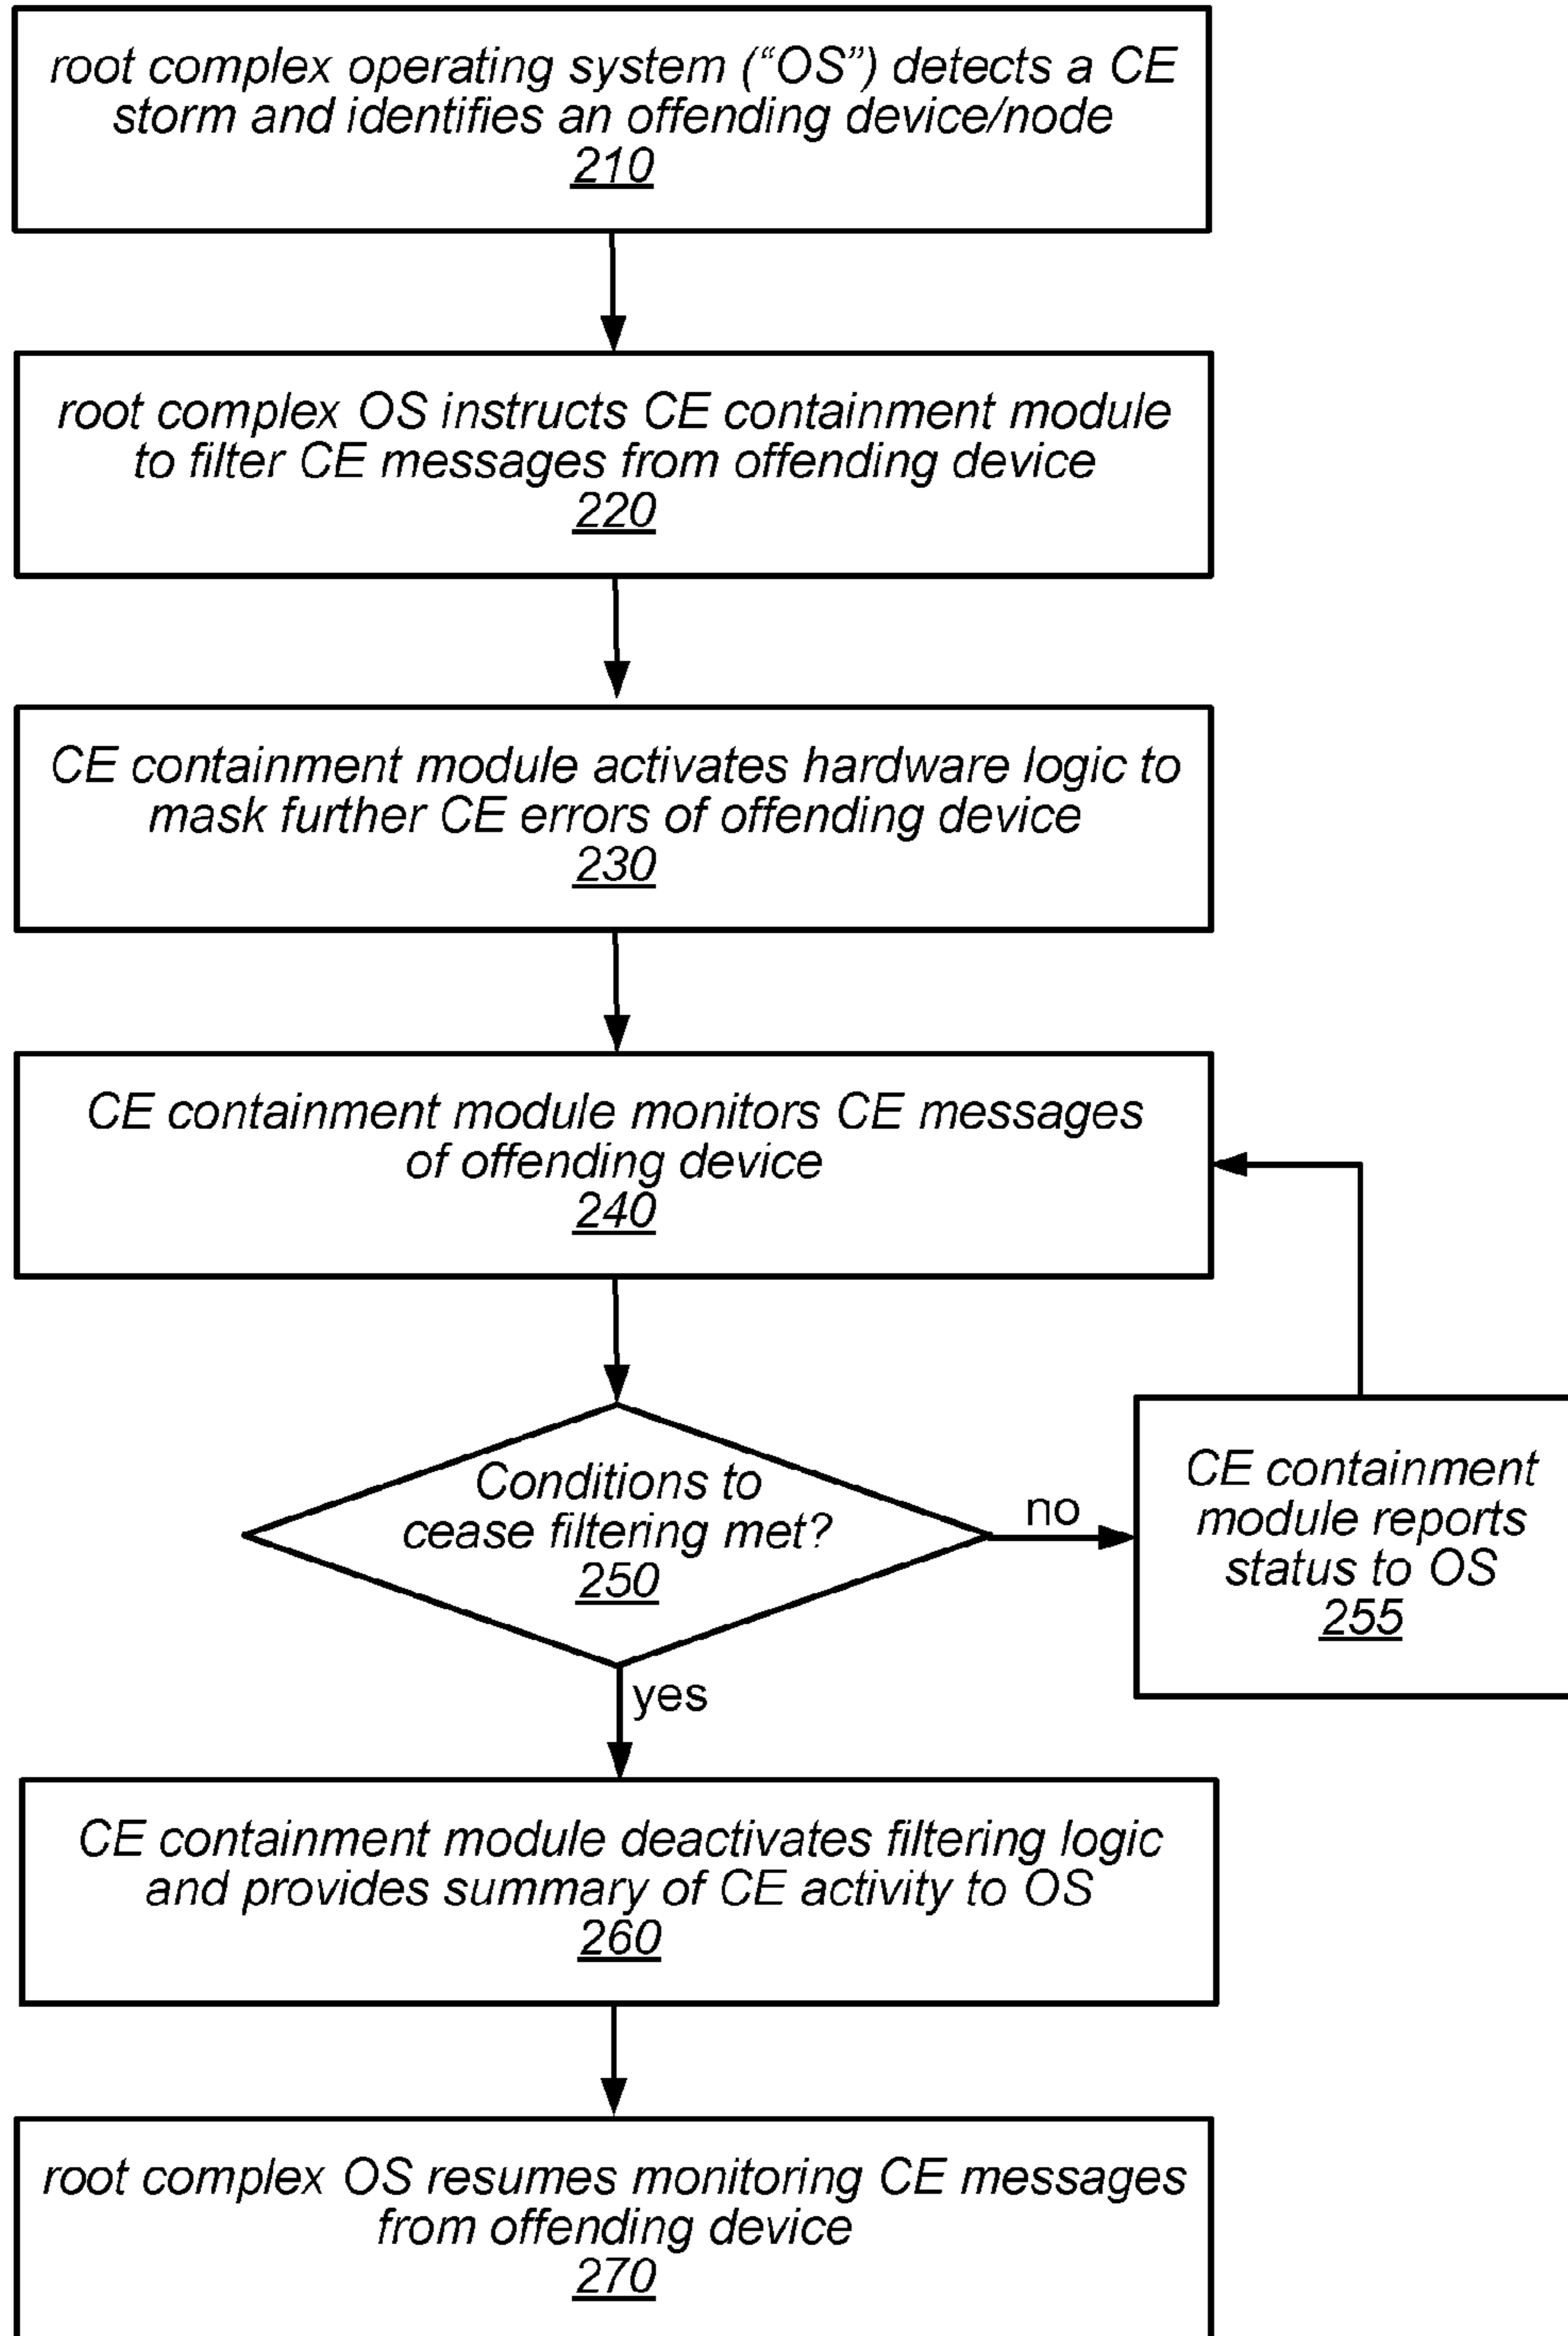 root complex operating system (“OS”) detects a CE
storm and identifies an offending device/node
210
root complex OS instructs CE containment module
to filter CE messages from offending device
220
CE containment module activates hardware logic to
mask further CE errors of offending device
230
CE containment module monitors CE messages
of offending device
240
Conditions to
cease filtering met?
250
no
CE containment
module reports
status to OS
255
yes
CE containment module deactivates filtering logic
and provides summary of CE activity to OS
260
root complex OS resumes monitoring CE messages
from offending device
270